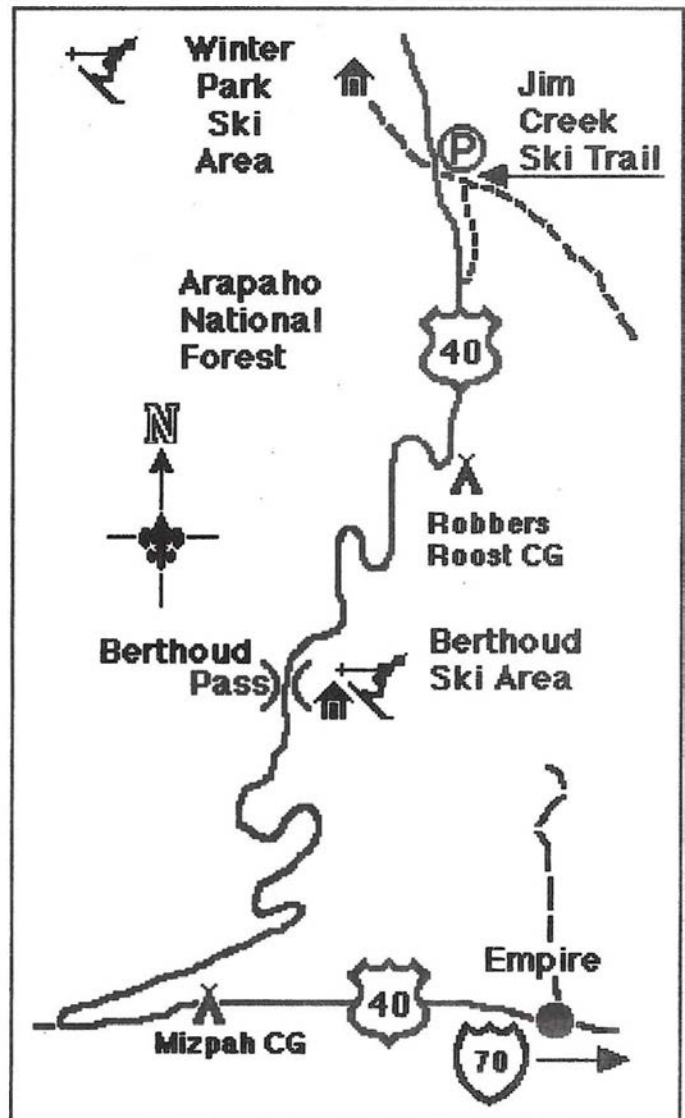 Winter
Park
Ski
Area
Jim
Creek
Ski Trail
P
Arapaho
National
Forest
40
N
Robbers
Roost CG
Berthoud
Pass
Berthoud
Ski Area
Empire
40
Mizpah CG
70